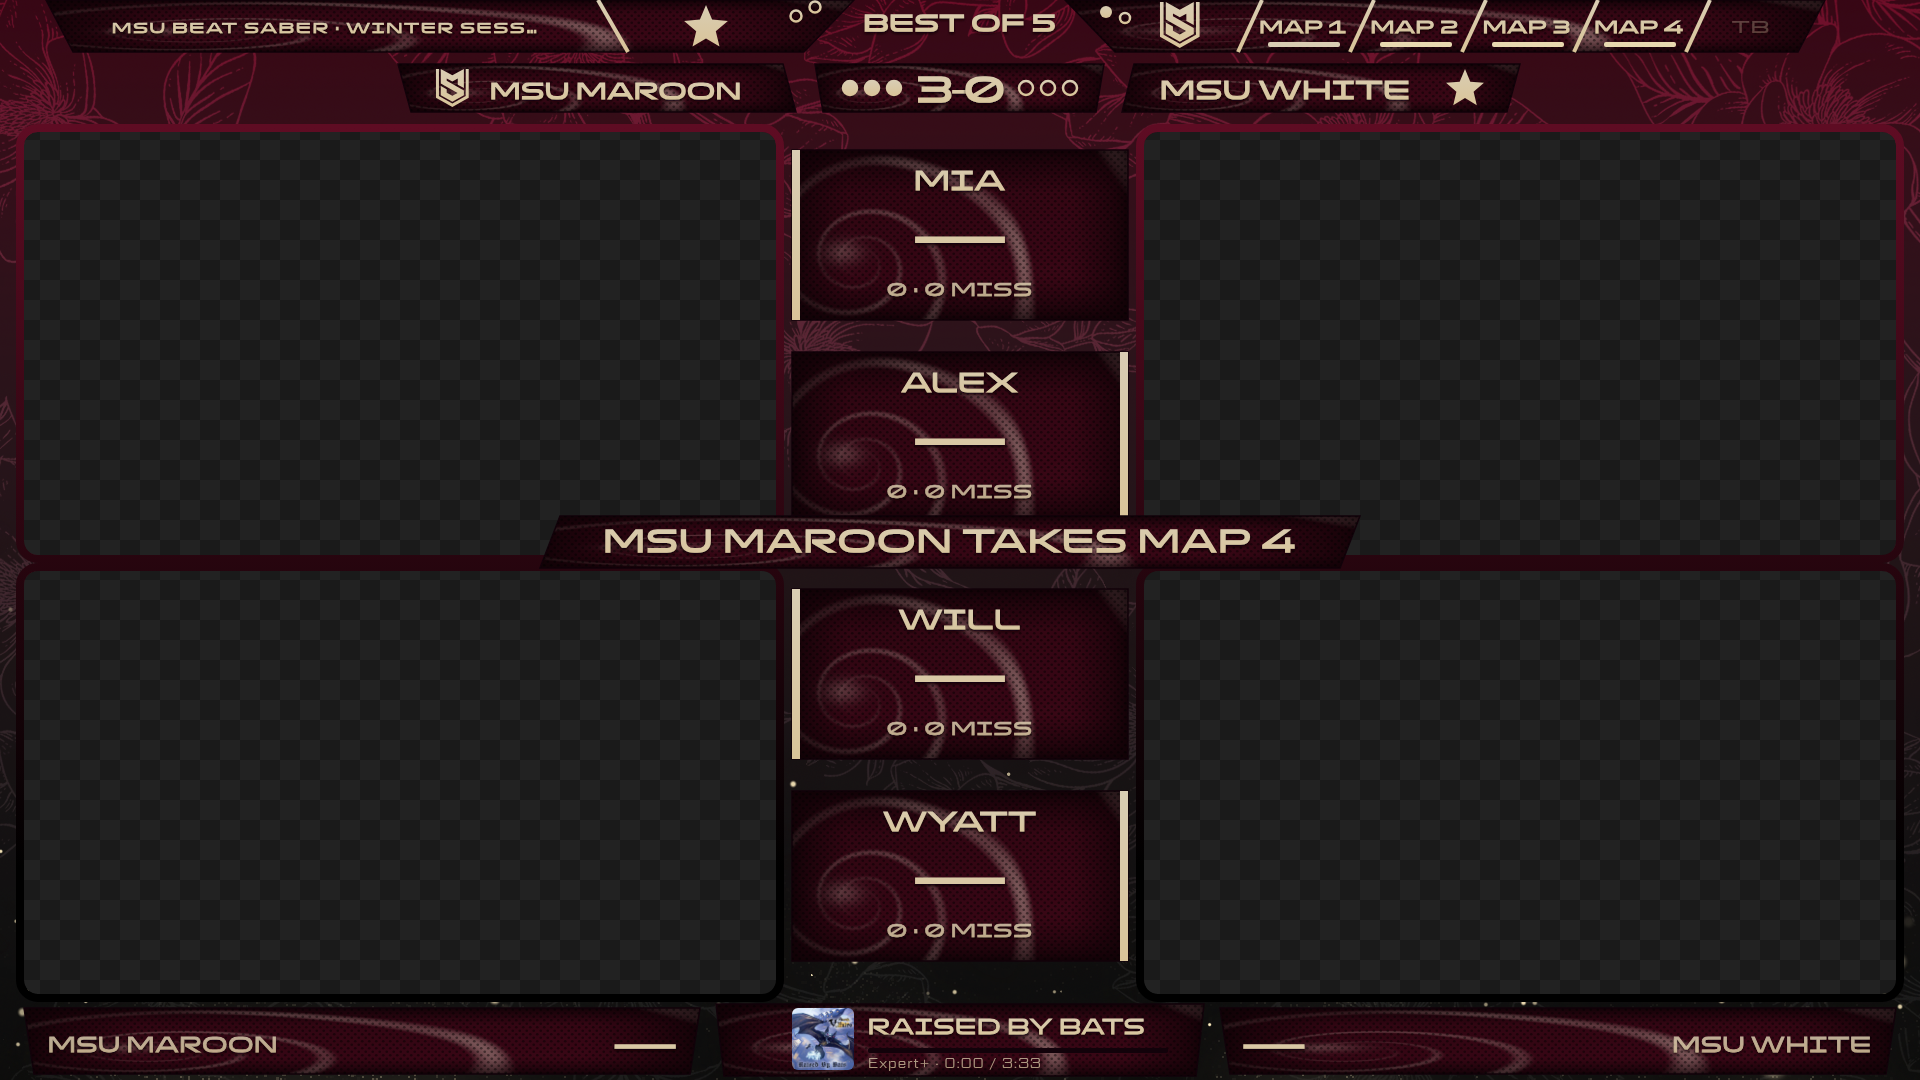 MSU BEAT SABER · WINTER SESS...
BEST OF 5
MAP 1
MAP 2
MAP 3
MAP 4
TB
MSU MAROON
3-0
MSU WHITE
MIA
0 · 0 MISS
ALEX
0 · 0 MISS
MSU MAROON TAKES MAP 4
WILL
0 · 0 MISS
WYATT
0 · 0 MISS
MSU MAROON
RAISED BY BATS
Expert+ · 0:00 / 3:33
MSU WHITE